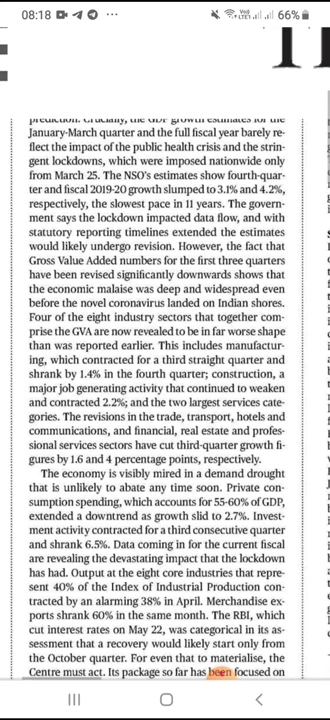 08:18
VoD
LTE1
66%
prediction. Crucially, the GDP growth estimates for the
January-March quarter and the full fiscal year barely re-
flect the impact of the public health crisis and the strin-
gent lockdowns, which were imposed nationwide only
from March 25. The NSO's estimates show fourth-quar-
ter and fiscal 2019-20 growth slumped to 3.1% and 4.2%,
respectively, the slowest pace in 11 years. The govern-
ment says the lockdown impacted data flow, and with
statutory reporting timelines extended the estimates
would likely undergo revision. However, the fact that
Gross Value Added numbers for the first three quarters
have been revised significantly downwards shows that
the economic malaise was deep and widespread even
before the novel coronavirus landed on Indian shores.
Four of the eight industry sectors that together com-
prise the GVA are now revealed to be in far worse shape
than was reported earlier. This includes manufactur-
ing, which contracted for a third straight quarter and
shrank by 1.4% in the fourth quarter; construction, a
major job generating activity that continued to weaken
and contracted 2.2%; and the two largest services cate-
gories. The revisions in the trade, transport, hotels and
communications, and financial, real estate and profes-
sional services sectors have cut third-quarter growth fi-
gures by 1.6 and 4 percentage points, respectively.
The economy is visibly mired in a demand drought
that is unlikely to abate any time soon. Private con-
sumption spending, which accounts for 55-60% of GDP,
extended a downtrend as growth slid to 2.7%. Invest-
ment activity contracted for a third consecutive quarter
and shrank 6.5%. Data coming in for the current fiscal
are revealing the devastating impact that the lockdown
has had. Output at the eight core industries that repre-
sent 40% of the Index of Industrial Production con-
tracted by an alarming 38% in April. Merchandise ex-
ports shrank 60% in the same month. The RBI, which
cut interest rates on May 22, was categorical in its as-
sessment that a recovery would likely start only from
the October quarter. For even that to materialise, the
Centre must act. Its package so far has been focused on